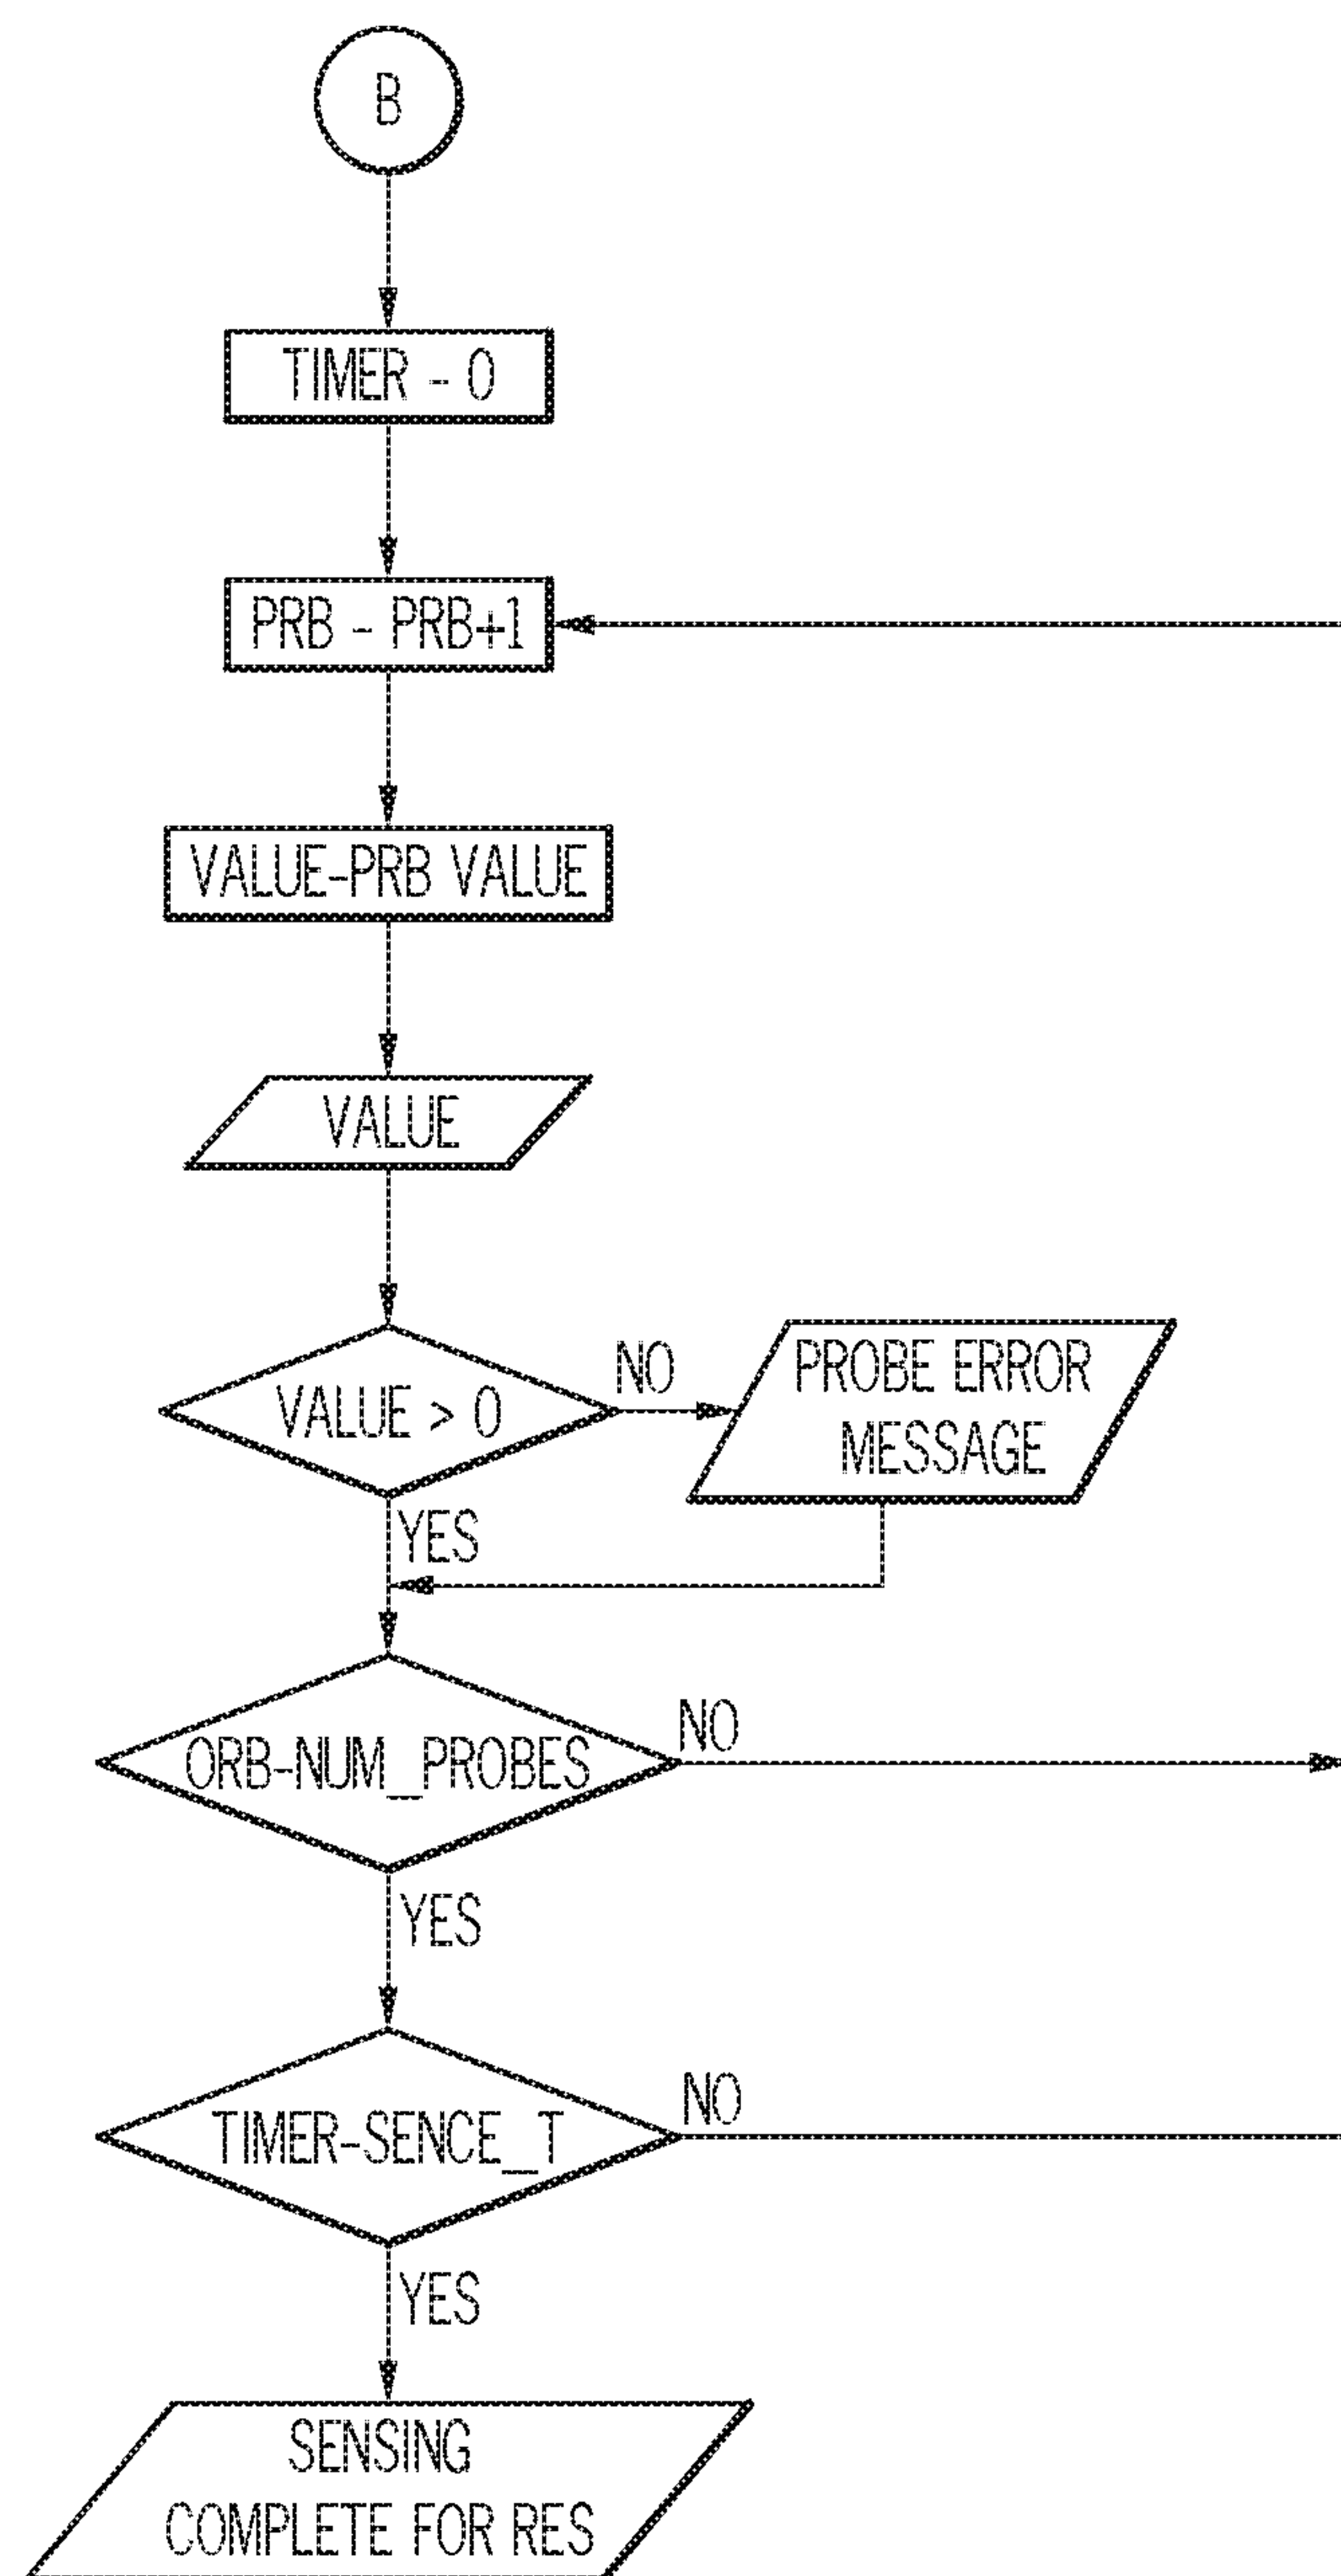 B
TIMER - 0
PRB - PRB+1
VALUE-PRB VALUE
VALUE
VALUE > 0
NO
PROBE ERROR
MESSAGE
YES
ORB-NUM_PROBES
NO
YES
TIMER-SENCE_T
NO
YES
SENSING
COMPLETE FOR RES